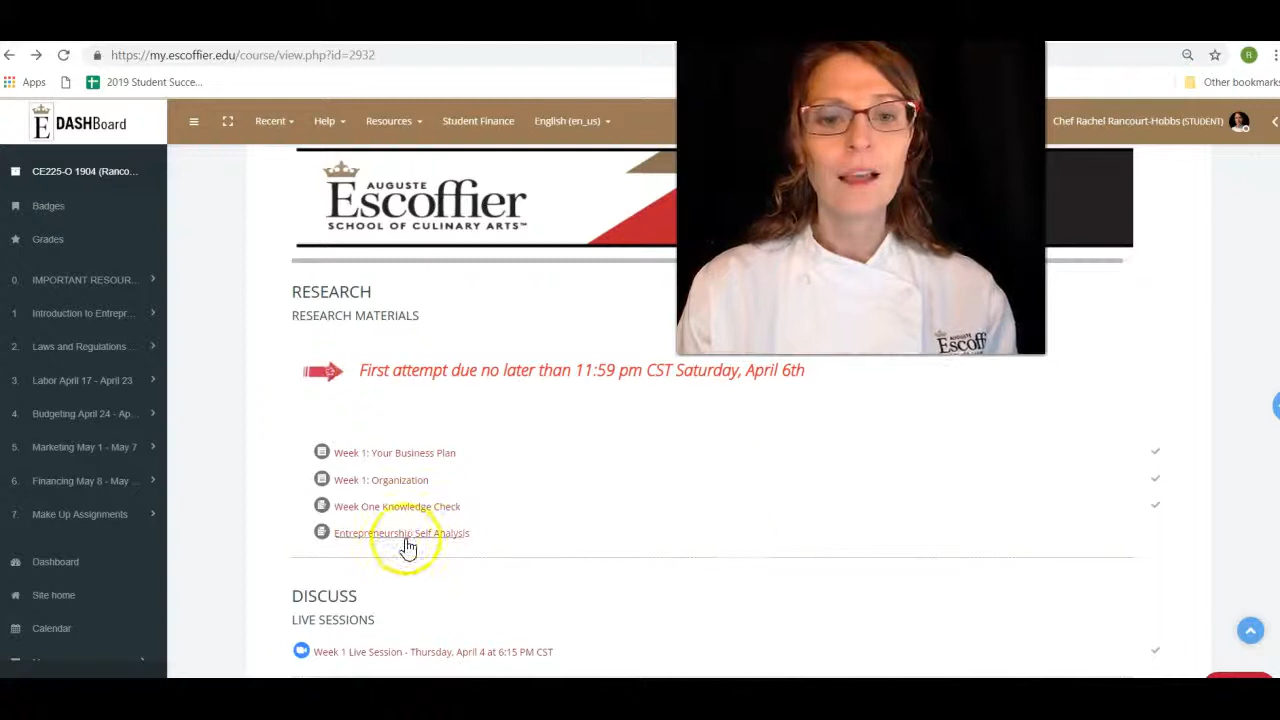 https://my.escoffier.edu/course/view.php?id=2932
R
Apps
2019 Student Succe...
Other bookmarks
E DASHBoard
Recent
Help
Resources
Student Finance
English (en_us)
Chef Rachel Rancourt-Hobbs (STUDENT)
CE225-O 1904 (Ranco...
Badges
Grades
0. IMPORTANT RESOUR...
1 Introduction to Entrepr...
2. Laws and Regulations ...
3. Labor April 17 - April 23
4. Budgeting April 24 - Ap...
5. Marketing May 1 - May 7
6. Financing May 8 - May ...
7. Make Up Assignments
Dashboard
Site home
Calendar
AUGUSTE
Escoffier
SCHOOL OF CULINARY ARTS™
RESEARCH
RESEARCH MATERIALS
First attempt due no later than 11:59 pm CST Saturday, April 6th
Week 1: Your Business Plan
Week 1: Organization
Week One Knowledge Check
Entrepreneurship Self Analysis
DISCUSS
LIVE SESSIONS
Week 1 Live Session - Thursday, April 4 at 6:15 PM CST
AUGUSTE
Escoff